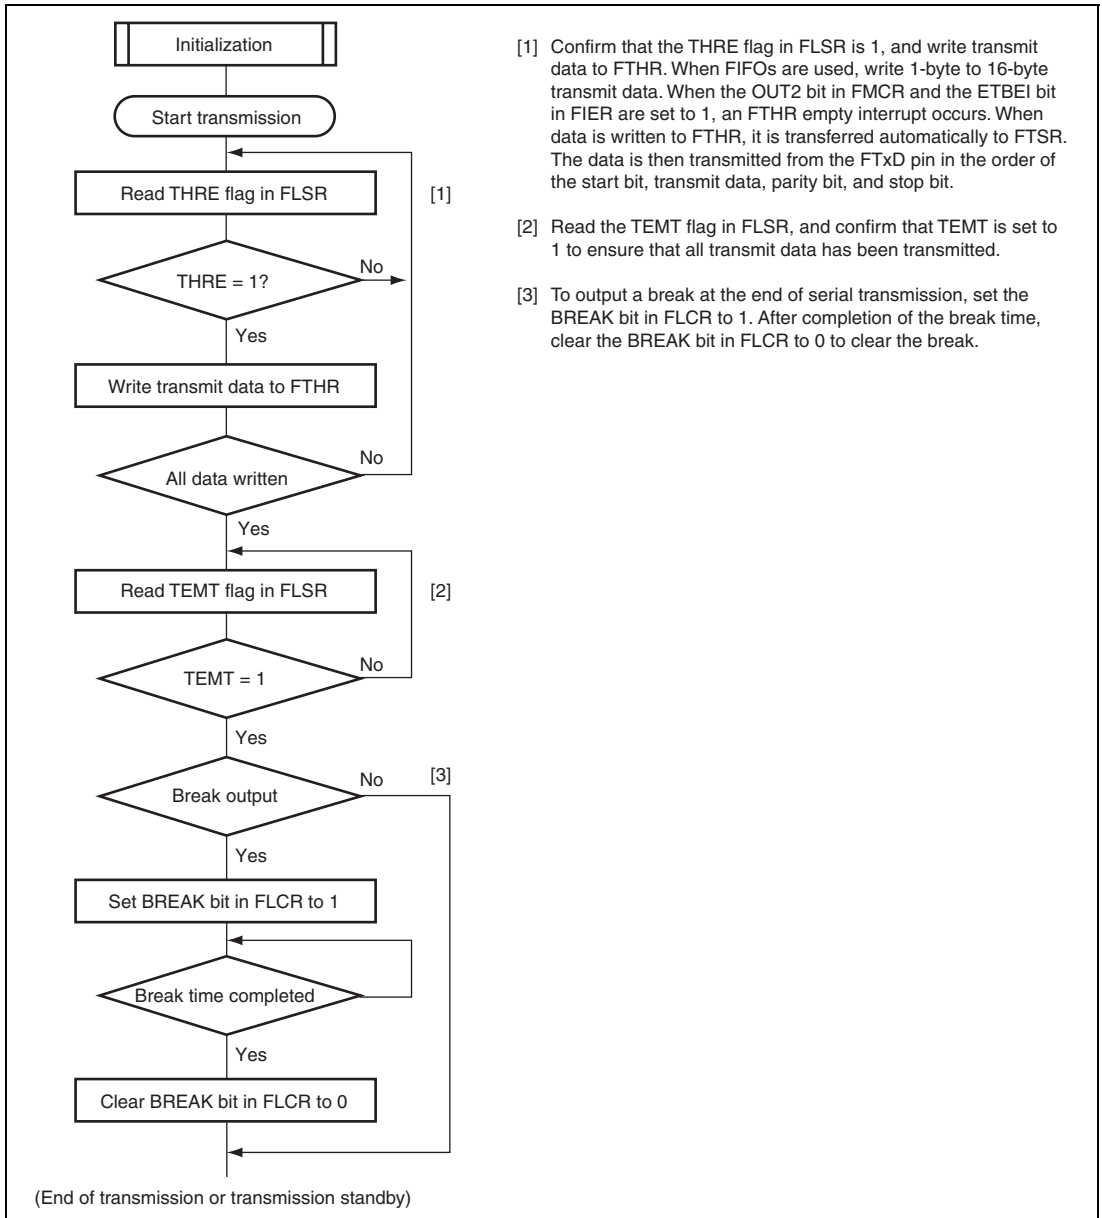 Initialization
Start transmission
Read THRE flag in FLSR
[1]
THRE = 1?
No
Yes
Write transmit data to FTHR
All data written
No
Yes
Read TEMT flag in FLSR
[2]
TEMT = 1
No
Yes
Break output
No
[3]
Yes
Set BREAK bit in FLCR to 1
Break time completed
Yes
Clear BREAK bit in FLCR to 0
(End of transmission or transmission standby)
[1] Confirm that the THRE flag in FLSR is 1, and write transmit
data to FTHR. When FIFOs are used, write 1-byte to 16-byte
transmit data. When the OUT2 bit in FMCR and the ETBEI bit
in FIER are set to 1, an FTHR empty interrupt occurs. When
data is written to FTHR, it is transferred automatically to FTSR.
The data is then transmitted from the FTxD pin in the order of
the start bit, transmit data, parity bit, and stop bit.
[2] Read the TEMT flag in FLSR, and confirm that TEMT is set to
1 to ensure that all transmit data has been transmitted.
[3] To output a break at the end of serial transmission, set the
BREAK bit in FLCR to 1. After completion of the break time,
clear the BREAK bit in FLCR to 0 to clear the break.